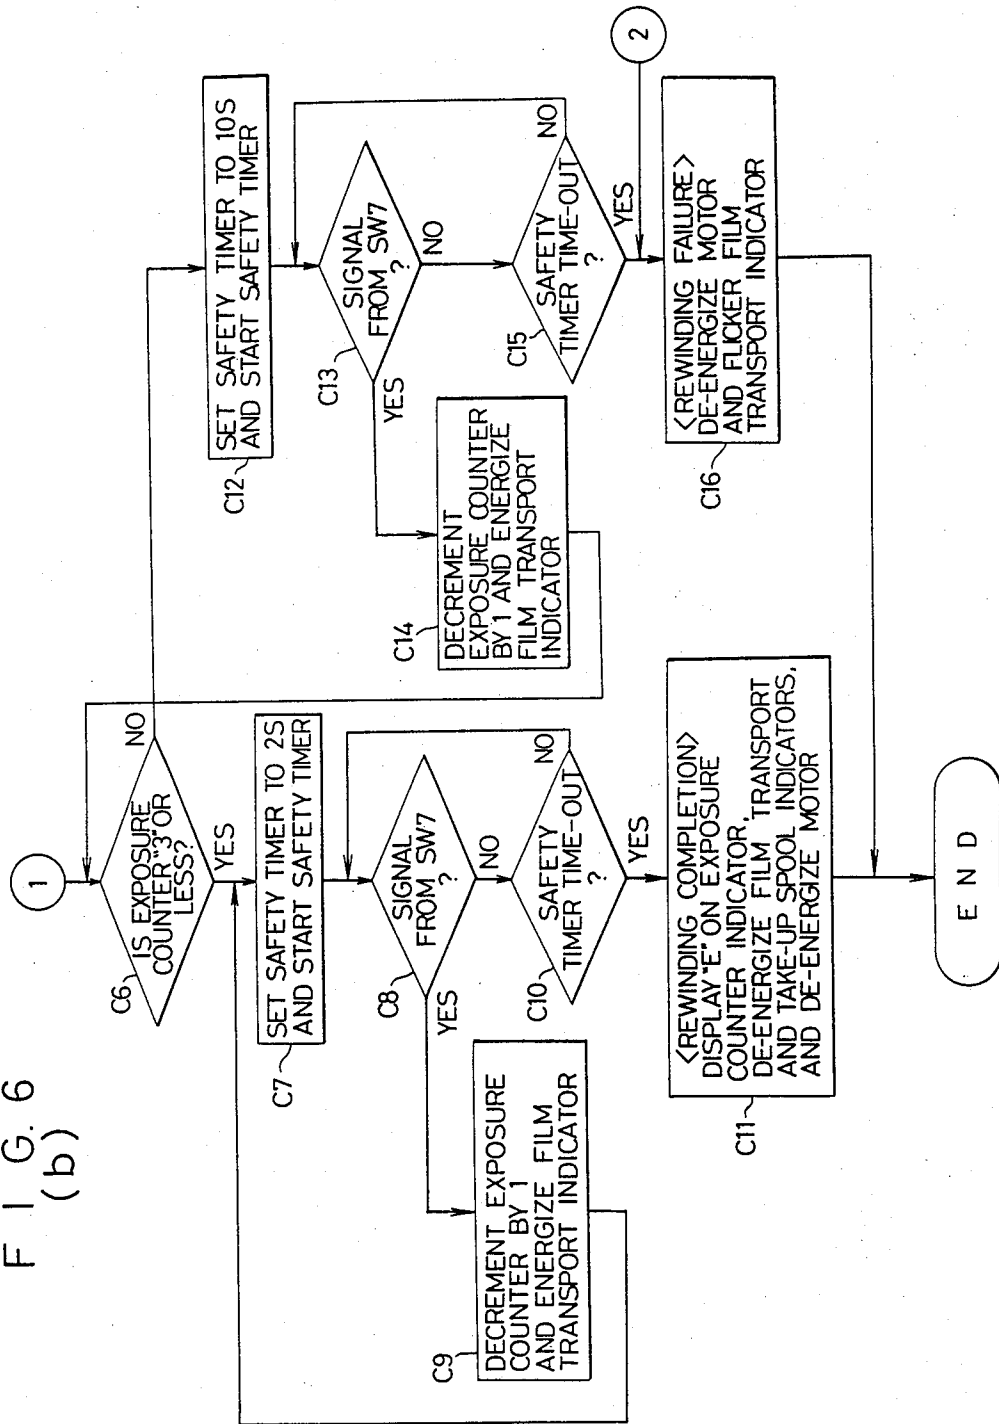 F I G. 6
(b)
1
C6
IS EXPOSURE
COUNTER "3" OR
LESS?
NO
YES
C7
SET SAFETY TIMER TO 2S
AND START SAFETY TIMER
C8
SIGNAL
FROM SW7
?
YES
NO
C9
DECREMENT EXPOSURE
COUNTER BY 1
AND ENERGIZE FILM
TRANSPORT INDICATOR
C10
SAFETY
TIMER TIME-OUT
?
NO
YES
C11
<REWINDING COMPLETION>
DISPLAY "E" ON EXPOSURE
COUNTER INDICATOR,
DE-ENERGIZE FILM TRANSPORT
AND TAKE-UP SPOOL INDICATORS,
AND DE-ENERGIZE MOTOR
E N D
C12
SET SAFETY TIMER TO 10S
AND START SAFETY TIMER
C13
SIGNAL
FROM SW7
?
YES
NO
C14
DECREMENT
EXPOSURE COUNTER
BY 1 AND ENERGIZE
FILM TRANSPORT
INDICATOR
C15
SAFETY
TIMER TIME-OUT
?
NO
YES
2
C16
<REWINDING FAILURE>
DE-ENERGIZE MOTOR
AND FLICKER FILM
TRANSPORT INDICATOR